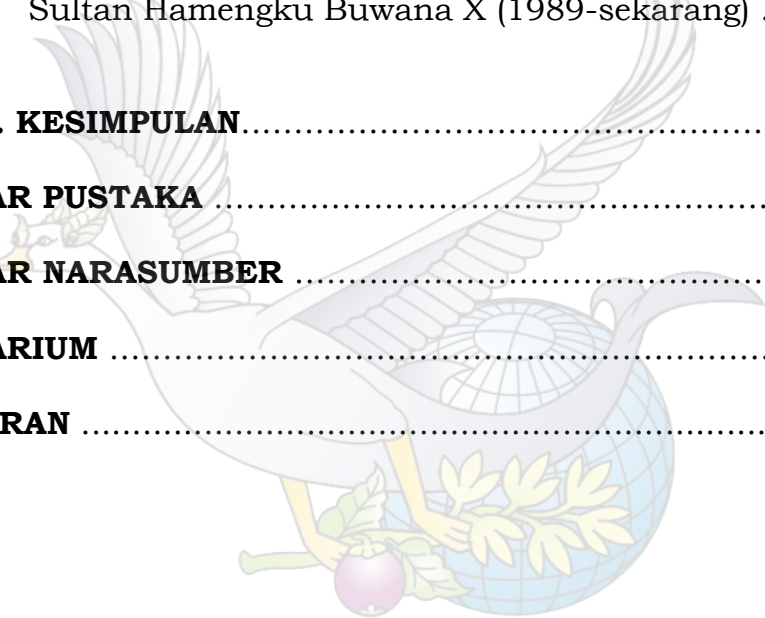 Sultan Hamengku Buwana X (1989-sekarang) .
. KESIMPULAN..................................................
AR PUSTAKA .....................................................
AR NARASUMBER .............................................
ARIUM ...............................................................
RAN ..................................................................